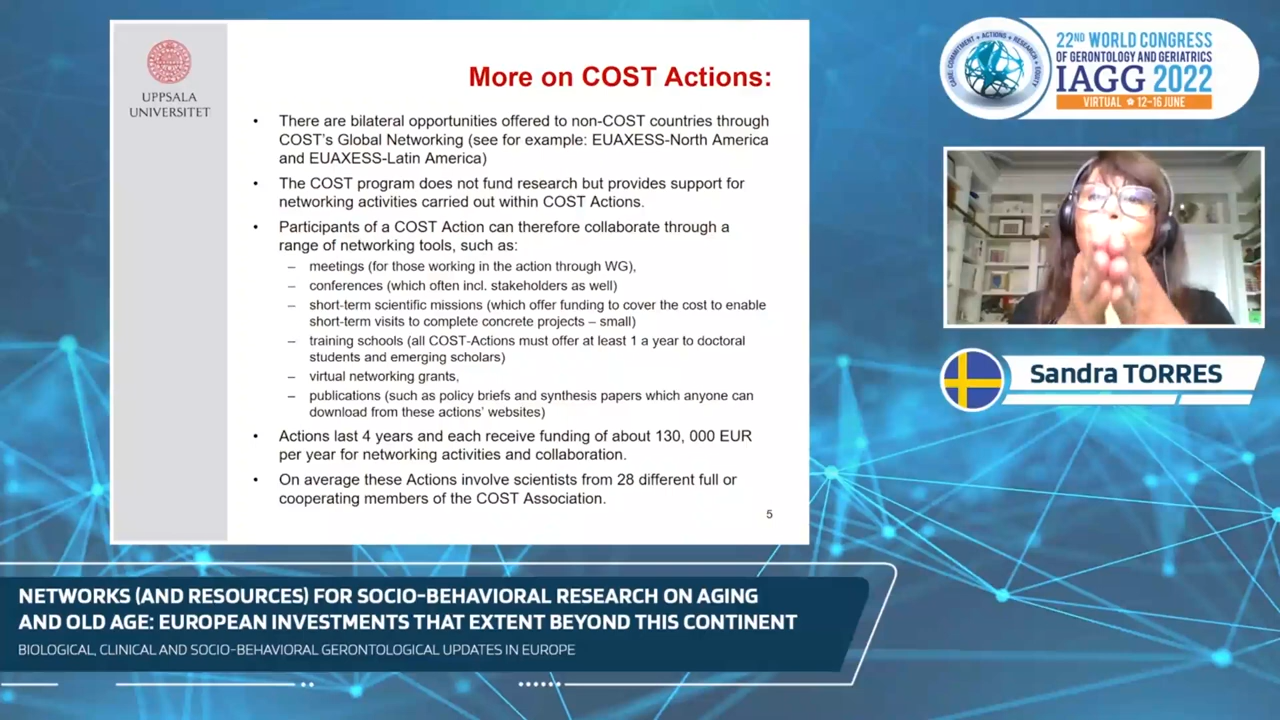 UPPSALA
UNIVERSITET
More on COST Actions:
• There are bilateral opportunities offered to non-COST countries through
COST's Global Networking (see for example: EUAXESS-North America
and EUAXESS-Latin America)
• The COST program does not fund research but provides support for
networking activities carried out within COST Actions.
• Participants of a COST Action can therefore collaborate through a
range of networking tools, such as:
– meetings (for those working in the action through WG),
– conferences (which often incl. stakeholders as well)
– short-term scientific missions (which offer funding to cover the cost to enable
short-term visits to complete concrete projects – small)
– training schools (all COST-Actions must offer at least 1 a year to doctoral
students and emerging scholars)
– virtual networking grants,
– publications (such as policy briefs and synthesis papers which anyone can
download from these actions' websites)
• Actions last 4 years and each receive funding of about 130, 000 EUR
per year for networking activities and collaboration.
• On average these Actions involve scientists from 28 different full or
cooperating members of the COST Association.
5
22ND WORLD CONGRESS
OF GERONTOLOGY AND GERIATRICS
IAGG 2022
VIRTUAL 12-16 JUNE
Sandra TORRES
NETWORKS (AND RESOURCES) FOR SOCIO-BEHAVIORAL RESEARCH ON AGING
AND OLD AGE: EUROPEAN INVESTMENTS THAT EXTENT BEYOND THIS CONTINENT
BIOLOGICAL, CLINICAL AND SOCIO-BEHAVIORAL GERONTOLOGICAL UPDATES IN EUROPE